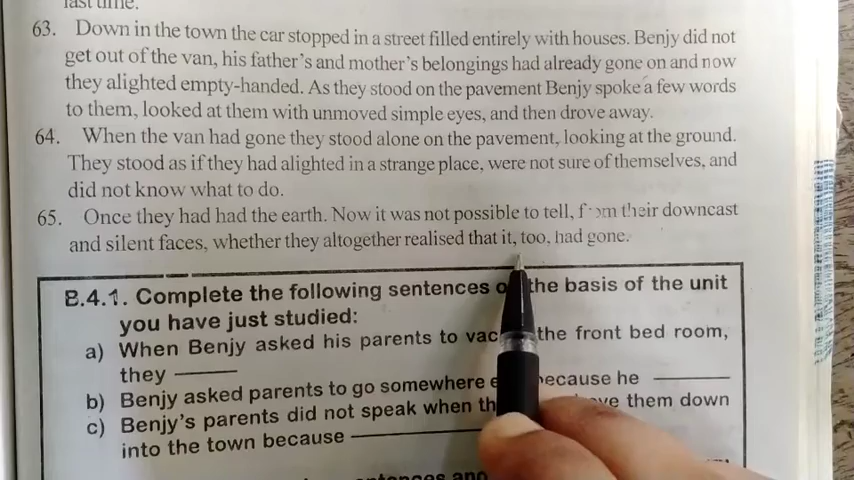 last time.
63. Down in the town the car stopped in a street filled entirely with houses. Benjy did not
get out of the van, his father's and mother's belongings had already gone on and now
they alighted empty-handed. As they stood on the pavement Benjy spoke a few words
to them, looked at them with unmoved simple eyes, and then drove away.
64. When the van had gone they stood alone on the pavement, looking at the ground.
They stood as if they had alighted in a strange place, were not sure of themselves, and
did not know what to do.
65. Once they had had the earth. Now it was not possible to tell, from their downcast
and silent faces, whether they altogether realised that it, too, had gone.
B.4.1. Complete the following sentences o the basis of the unit
you have just studied:
a) When Benjy asked his parents to vac the front bed room,
they
b) Benjy asked parents to go somewhere e because he
c) Benjy's parents did not speak when th ve them down
into the town because